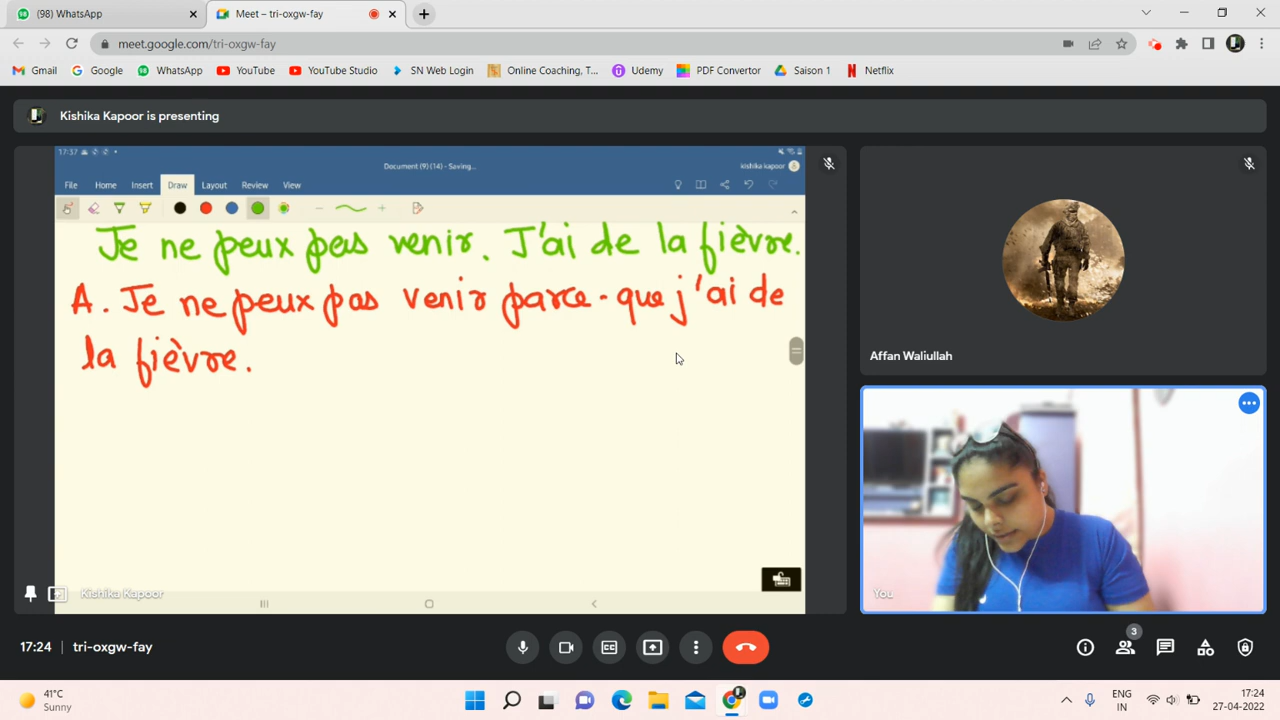 (98) WhatsApp
Meet – tri-oxgw-fay
meet.google.com/tri-oxgw-fay
Gmail Google WhatsApp YouTube YouTube Studio SN Web Login Online Coaching, T... Udemy PDF Convertor Saison 1 Netflix
Kishika Kapoor is presenting
17:37
Document (9) (14) - Saving...
kishika kapoor
File Home Insert Draw Layout Review View
Je ne peux pas venir. J'ai de la fièvre.
A. Je ne peux pas venir parce-que j'ai de
la fièvre.
Kishika Kapoor
Affan Waliullah
You
17:24 | tri-oxgw-fay
3
41°C
Sunny
ENG
IN
17:24
27-04-2022